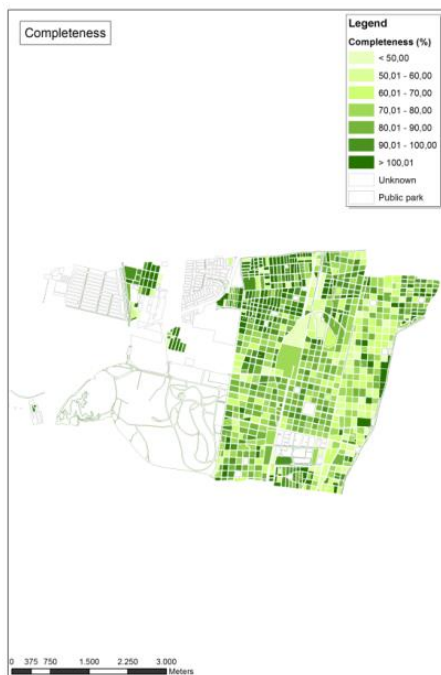 Completeness
Legend
Completeness (%)
< 50,00
50,01 - 60,00
60,01 - 70,00
70,01 - 80,00
80,01 - 90,00
90,01 - 100,00
> 100,01
Unknown
Public park
0 375 750 1.500 2.250 3.000
Meters